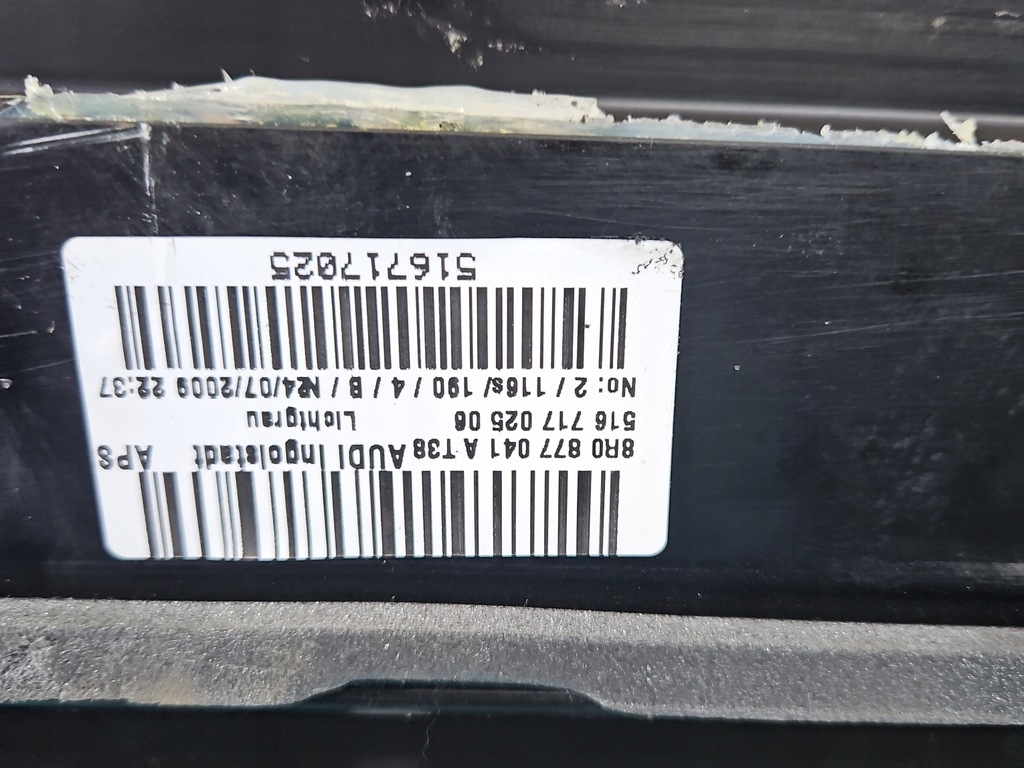 8R0 877 041 A T38 AUDI Ingolstadt APS
516 717 025 06 Lichtgrau
No: 2 / 116s/ 190 / 4 / B / 24/07/2009 22:37
516717025